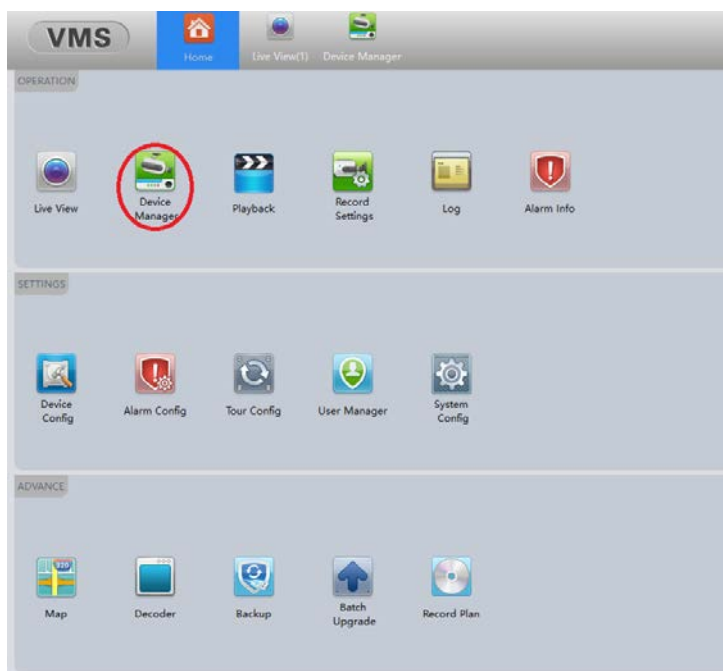 VMS
Home
Live View(1)
Device Manager
OPERATION
Live View
Device
Manager
Playback
Record
Settings
Log
Alarm Info
SETTINGS
Device
Config
Alarm Config
Tour Config
User Manager
System
Config
ADVANCE
320
Map
Decoder
Backup
Batch
Upgrade
Record Plan